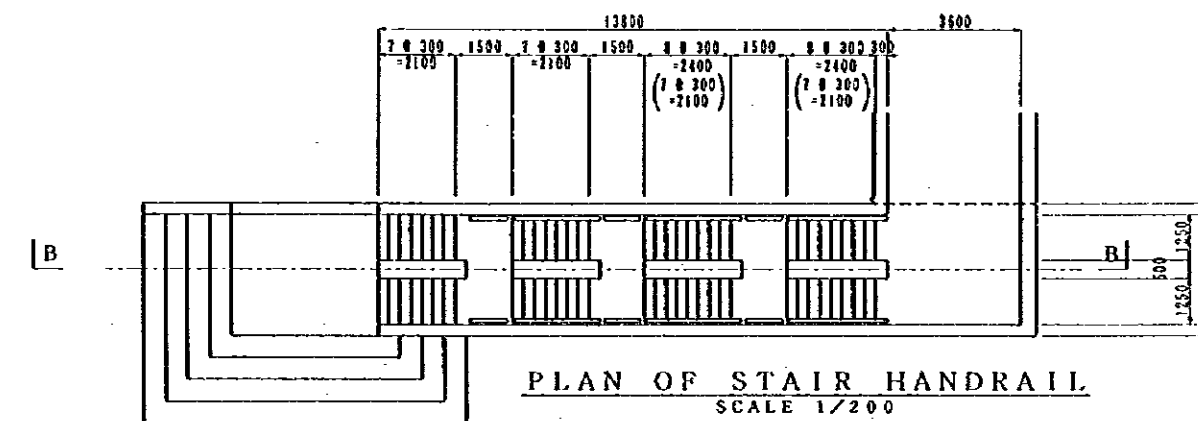 13800 3600
7 @ 300 1500 7 @ 300 1500 8 @ 300 1500 8 @ 300 300
=2100 =2100 =2400 =2400
(7 @ 300) (7 @ 300)
=2100 =2100
B B
1250
500
1250
PLAN OF STAIR HANDRAIL
SCALE 1/200